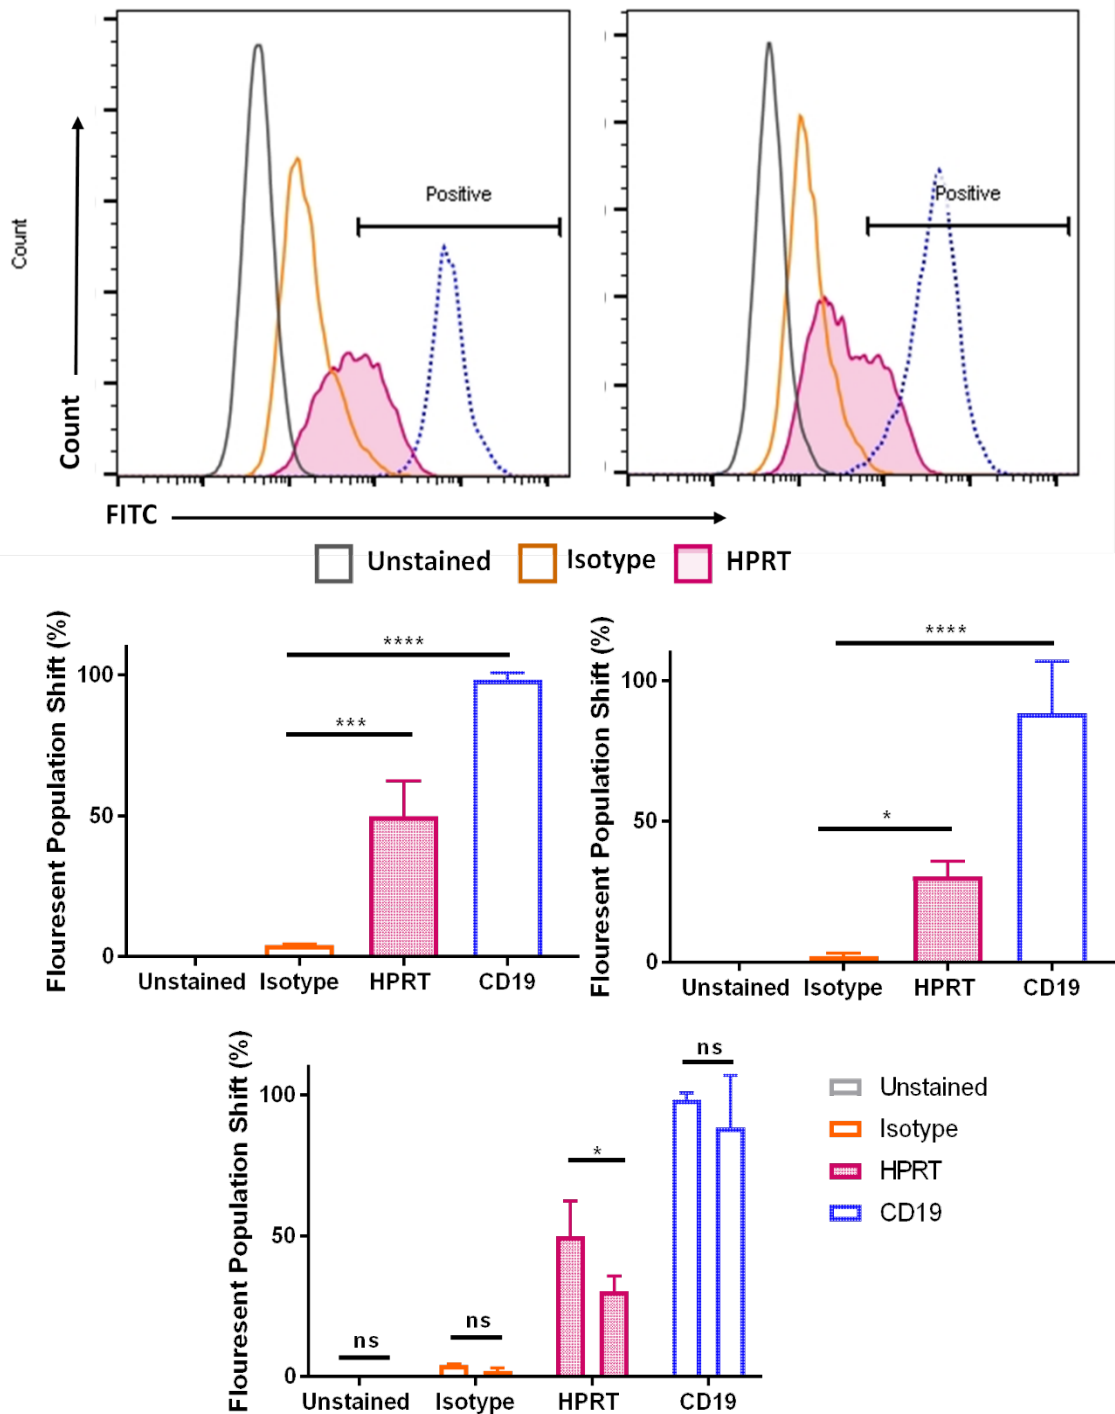 Count
Count
Positive
Positive
FITC
Unstained
Isotype
HPRT
Flouresent Population Shift (%)
100
50
0
****
***
Unstained
Isotype
HPRT
CD19
Flouresent Population Shift (%)
100
50
0
****
*
Unstained
Isotype
HPRT
CD19
Flouresent Population Shift (%)
100
50
0
ns
ns
*
ns
Unstained
Isotype
HPRT
CD19
Unstained
Isotype
HPRT
CD19